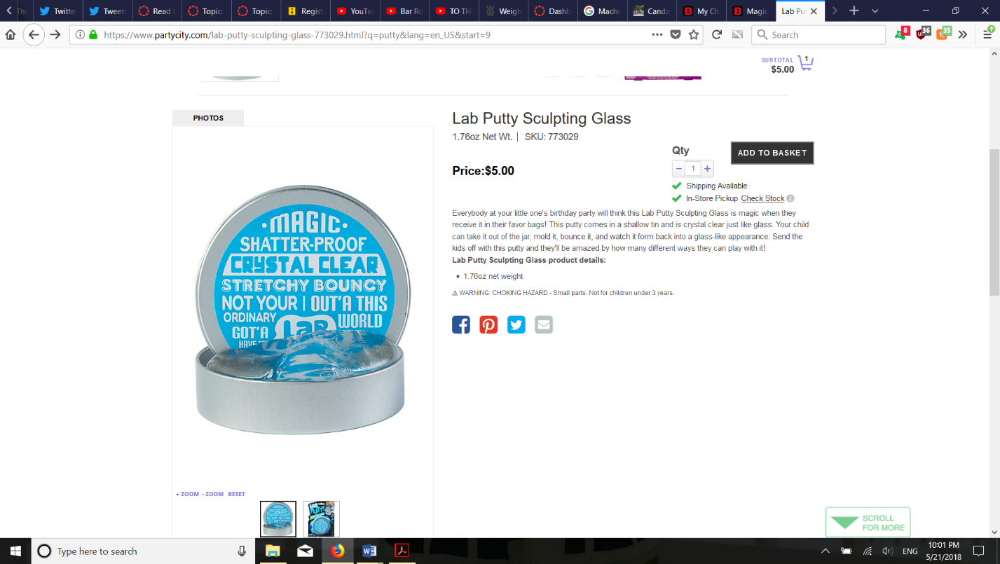 Twitte
Tweet
Read t
Topic
Topic
Regist
YouTu
Bar Ro
TO TH
Weigh
Dashb
Machi
Canda
My Ch
Magic
Lab Put
https://www.partycity.com/lab-putty-sculpting-glass-773029.html?q=putty&lang=en_US&start=9
Search
8
36
35
SUBTOTAL
$5.00
1
PHOTOS
•MAGIC•
SHATTER-PROOF
CRYSTAL CLEAR
STRETCHY BOUNCY
NOT YOUR | OUT'A THIS
ORDINARY WORLD
GOT'A LAB
HAVE
+ ZOOM - ZOOM RESET
Lab Putty Sculpting Glass
1.76oz Net Wt. | SKU: 773029
Price:$5.00
Qty
− 1 +
ADD TO BASKET
Shipping Available
In-Store Pickup Check Stock
Everybody at your little one's birthday party will think this Lab Putty Sculpting Glass is magic when they
receive it in their favor bags! This putty comes in a shallow tin and is crystal clear just like glass. Your child
can take it out of the jar, mold it, bounce it, and watch it form back into a glass-like appearance. Send the
kids off with this putty and they'll be amazed by how many different ways they can play with it!
Lab Putty Sculpting Glass product details:
• 1.76oz net weight
⚠ WARNING: CHOKING HAZARD - Small parts. Not for children under 3 years.
SCROLL
FOR MORE
Type here to search
ENG
10:01 PM
5/21/2018